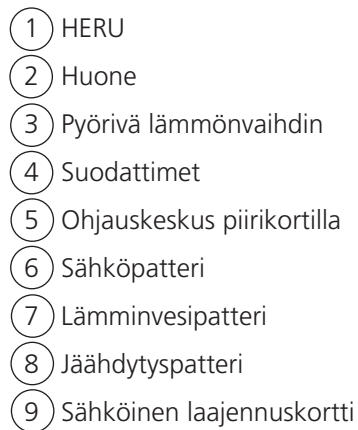 1 HERU
2 Huone
3 Pyörivä lämmönvaihdin
4 Suodattimet
5 Ohjauskeskus piirikortilla
6 Sähköpatteri
7 Lämminvesipatteri
8 Jäähdytyspatteri
9 Sähköinen laajennuskortti